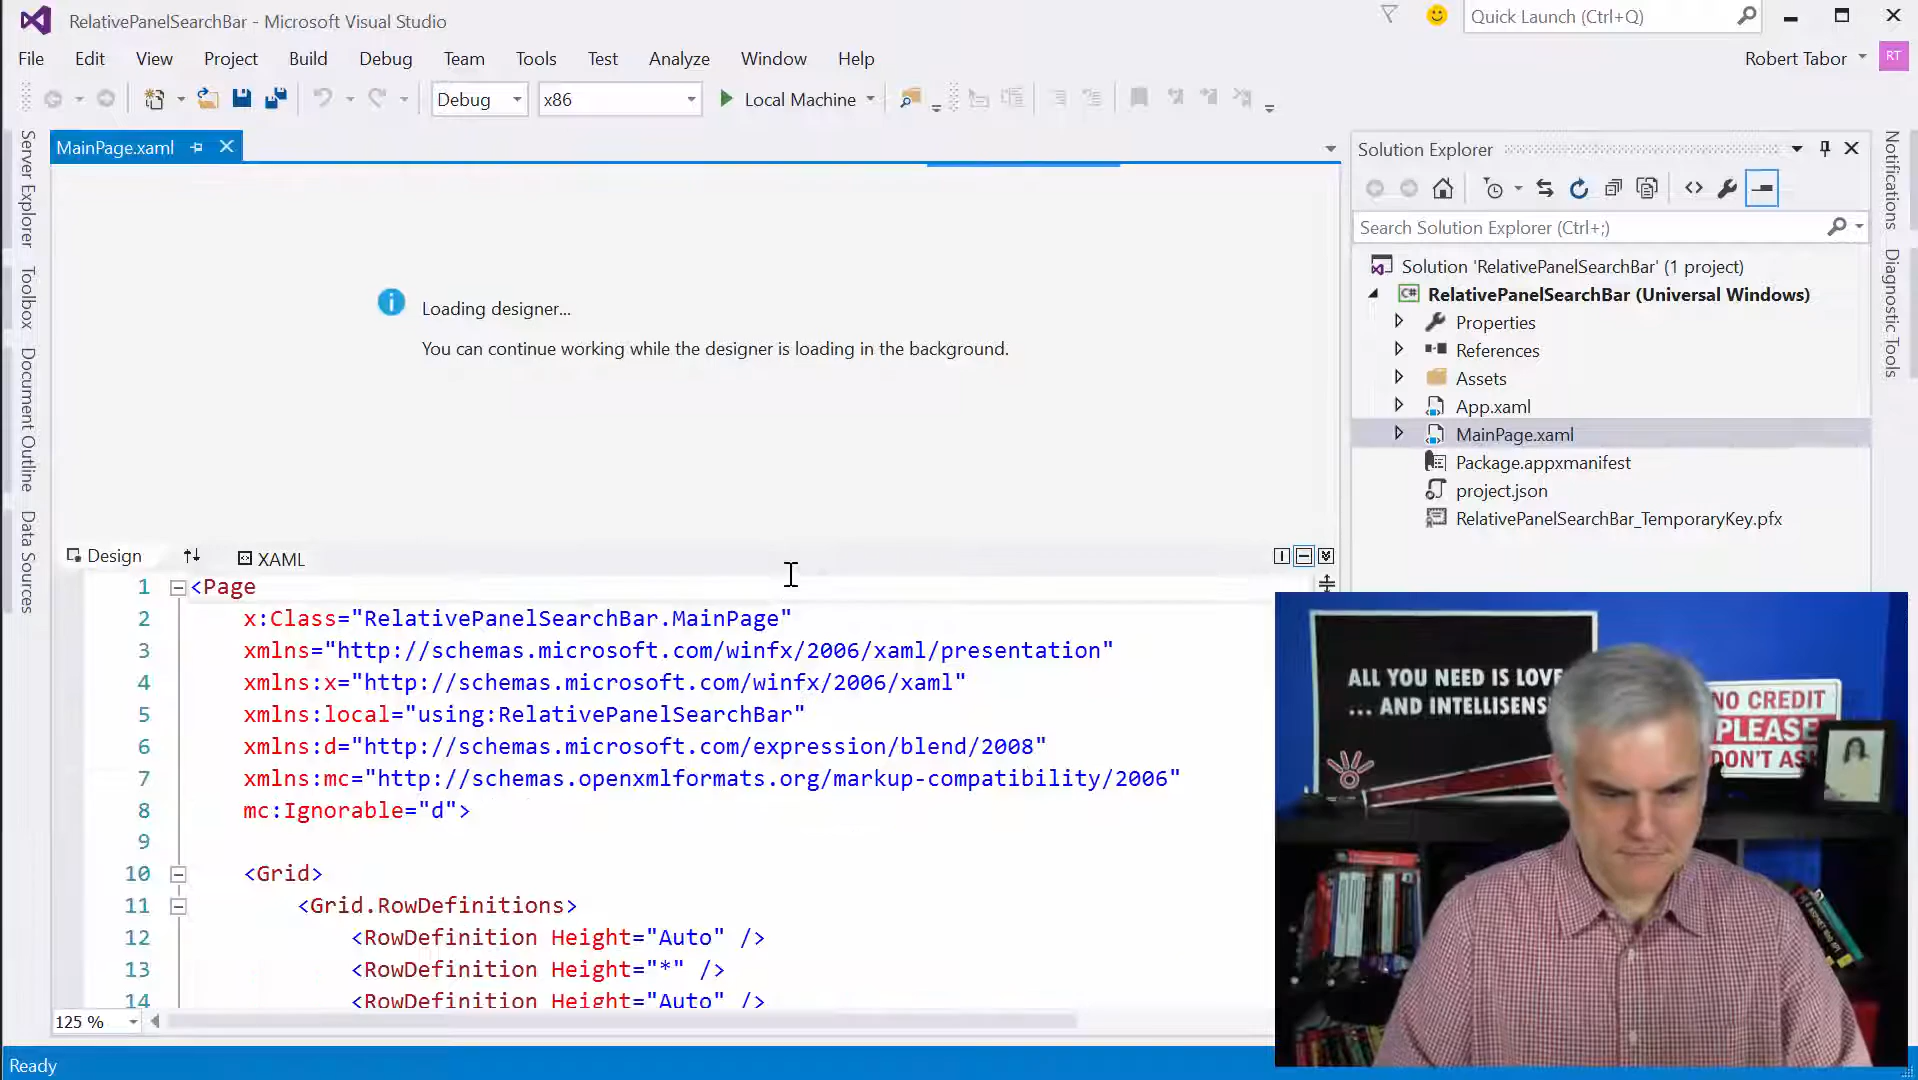 RelativePanelSearchBar - Microsoft Visual Studio
Quick Launch (Ctrl+Q)
File Edit View Project Build Debug Team Tools Test Analyze Window Help
Robert Tabor RT
Debug x86 Local Machine
MainPage.xaml
Server Explorer
Toolbox
Document Outline
Data Sources
Loading designer...
You can continue working while the designer is loading in the background.
Design XAML
1 <Page
2 x:Class="RelativePanelSearchBar.MainPage"
3 xmlns="http://schemas.microsoft.com/winfx/2006/xaml/presentation"
4 xmlns:x="http://schemas.microsoft.com/winfx/2006/xaml"
5 xmlns:local="using:RelativePanelSearchBar"
6 xmlns:d="http://schemas.microsoft.com/expression/blend/2008"
7 xmlns:mc="http://schemas.openxmlformats.org/markup-compatibility/2006"
8 mc:Ignorable="d">
9
10 <Grid>
11 <Grid.RowDefinitions>
12 <RowDefinition Height="Auto" />
13 <RowDefinition Height="*" />
14 <RowDefinition Height="Auto" />
125 %
Ready
Solution Explorer
Search Solution Explorer (Ctrl+;)
Solution 'RelativePanelSearchBar' (1 project)
C# RelativePanelSearchBar (Universal Windows)
Properties
References
Assets
App.xaml
MainPage.xaml
Package.appxmanifest
project.json
RelativePanelSearchBar_TemporaryKey.pfx
Notifications
Diagnostic Tools
ALL YOU NEED IS LOVE
... AND INTELLISENS
NO CREDIT
PLEASE
DON'T AS